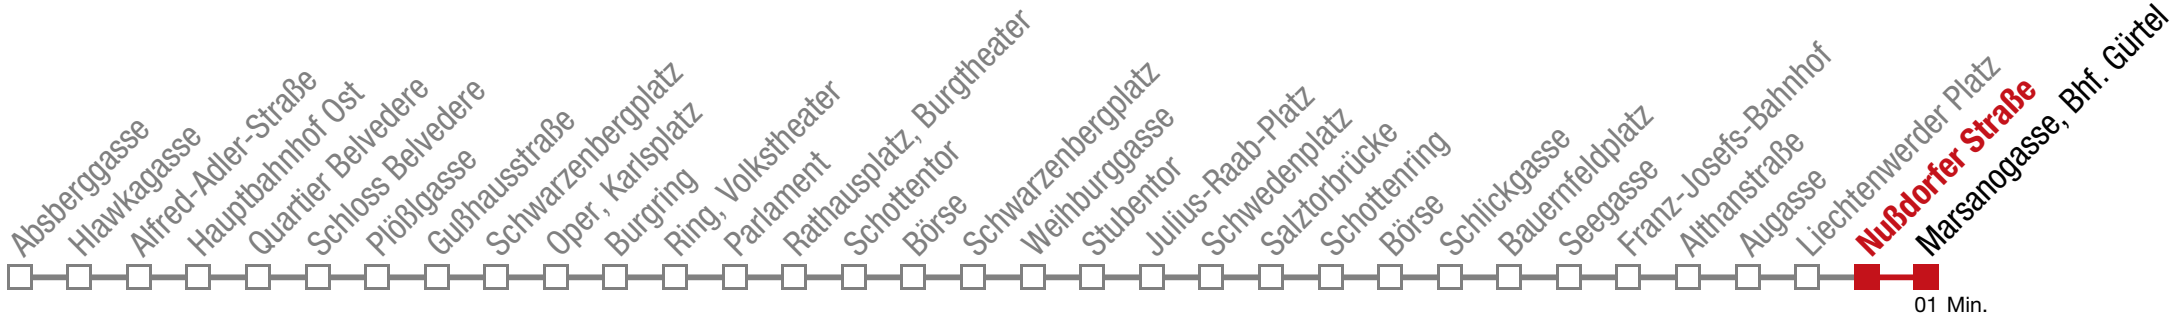 Absberggasse
Hlawkagasse
Alfred-Adler-Straße
Hauptbahnhof Ost
Quartier Belvedere
Schloss Belvedere
Plößlgasse
Gußhausstraße
Schwarzenbergplatz
Oper, Karlsplatz
Burgring
Ring, Volkstheater
Parlament
Rathausplatz, Burgtheater
Schottentor
Börse
Schwarzenbergplatz
Weihburggasse
Stubentor
Julius-Raab-Platz
Schwedenplatz
Salztorbrücke
Schottenring
Börse
Schlickgasse
Bauernfeldplatz
Seegasse
Franz-Josefs-Bahnhof
Althanstraße
Augasse
Liechtenwerder Platz
Nußdorfer Straße
Marsanogasse, Bhf. Gürtel
01 Min.